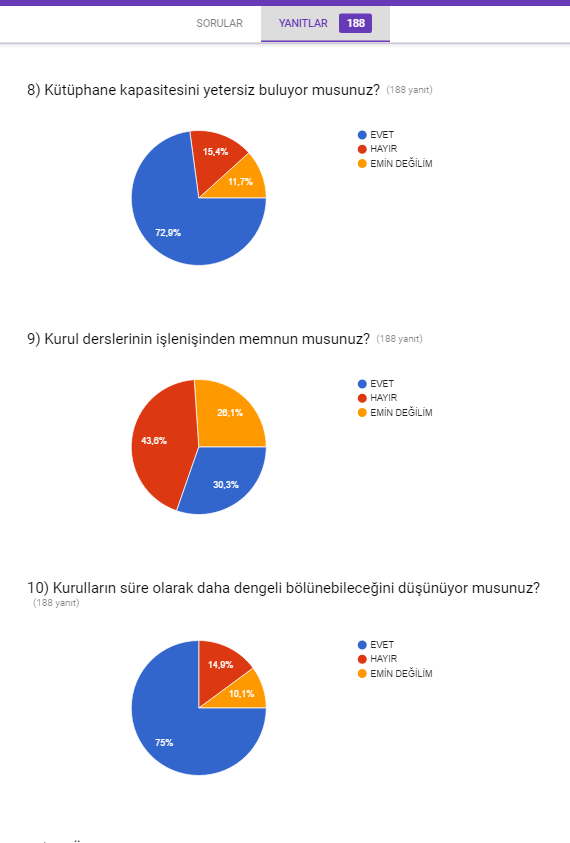 SORULAR
YANITLAR 188
8) Kütüphane kapasitesini yetersiz buluyor musunuz? (188 yanıt)
EVET
HAYIR
EMİN DEĞİLİM
15,4%
11,7%
72,9%
9) Kurul derslerinin işlenişinden memnun musunuz? (188 yanıt)
EVET
HAYIR
EMİN DEĞİLİM
26,1%
43,6%
30,3%
10) Kurulların süre olarak daha dengeli bölünebileceğini düşünüyor musunuz?
(188 yanıt)
EVET
HAYIR
EMİN DEĞİLİM
14,9%
10,1%
75%